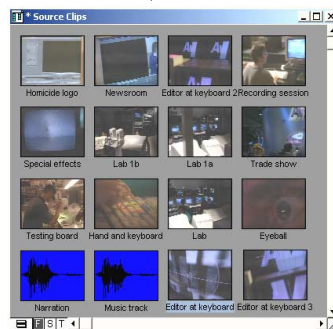 * Source Clips
Homicide logo
Newsroom
Editor at keyboard 2
Recording session
Special effects
Lab 1b
Lab 1a
Trade show
Testing board
Hand and keyboard
Lab
Eyeball
Narration
Music track
Editor at keyboard
Editor at keyboard 3
F S T